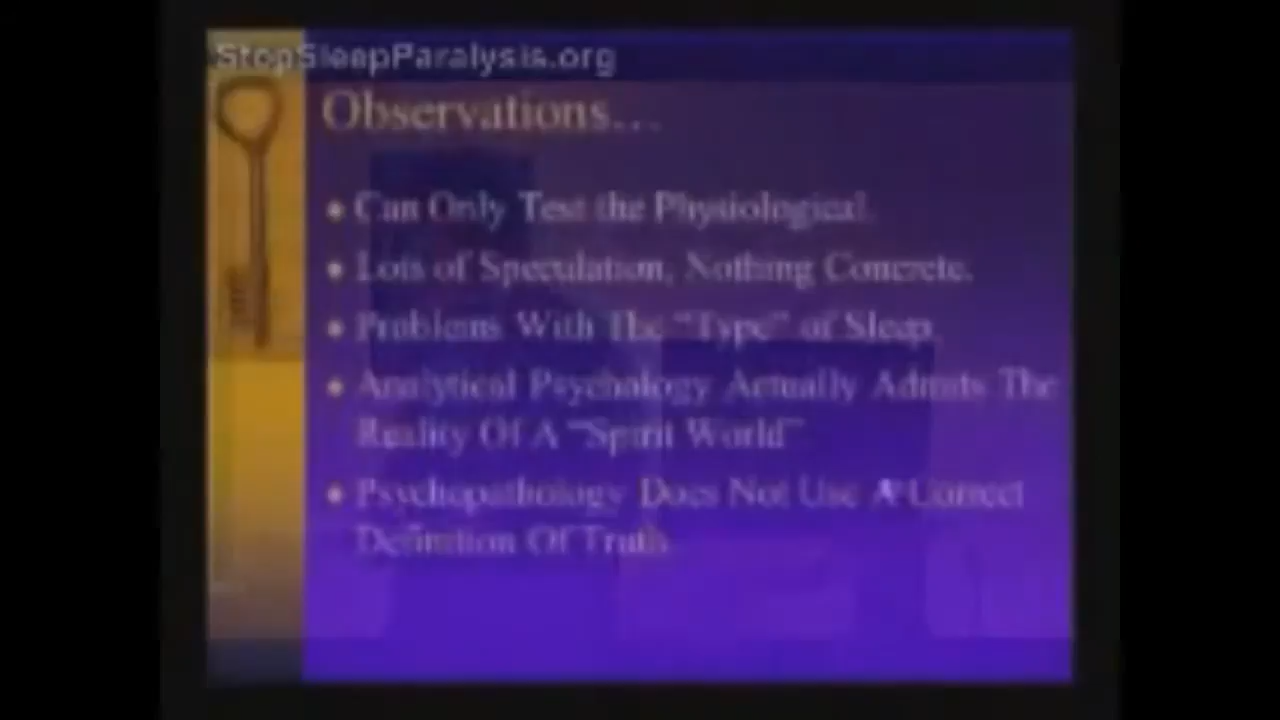 StopSleepParalysis.org
Observations…
• Can Only Test the Physiological.
• Lots of Speculation, Nothing Concrete.
• Problems With The "Type" of Sleep.
• Analytical Psychology Actually Admits The
Reality Of A "Spirit World"
• Psychopathology Does Not Use A Correct
Definition Of Truth.